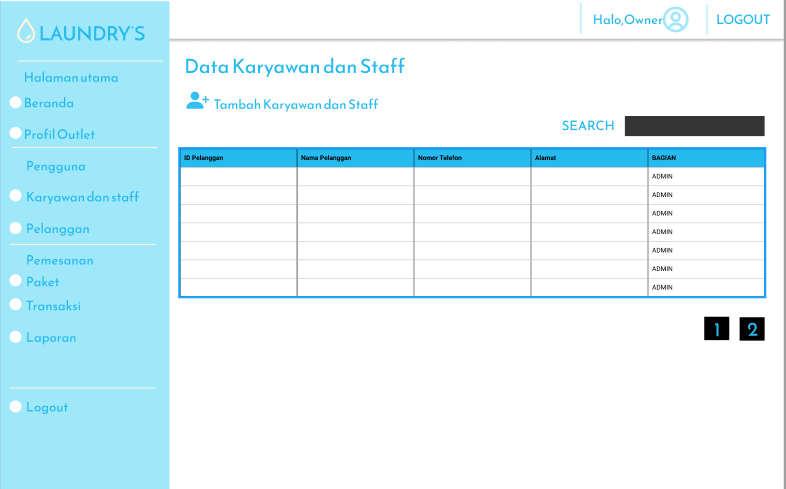 LAUNDRY'S
Halo,Owner
LOGOUT
Halaman utama
Beranda
Profil Outlet
Pengguna
Karyawan dan staff
Pelanggan
Pemesanan
Paket
Transaksi
Laporan
Logout
Data Karyawan dan Staff
Tambah Karyawan dan Staff
SEARCH
ID Pelanggan Nama Pelanggan Nomor Telefon Alamat BAGIAN
ADMIN
ADMIN
ADMIN
ADMIN
ADMIN
ADMIN
ADMIN
1 2